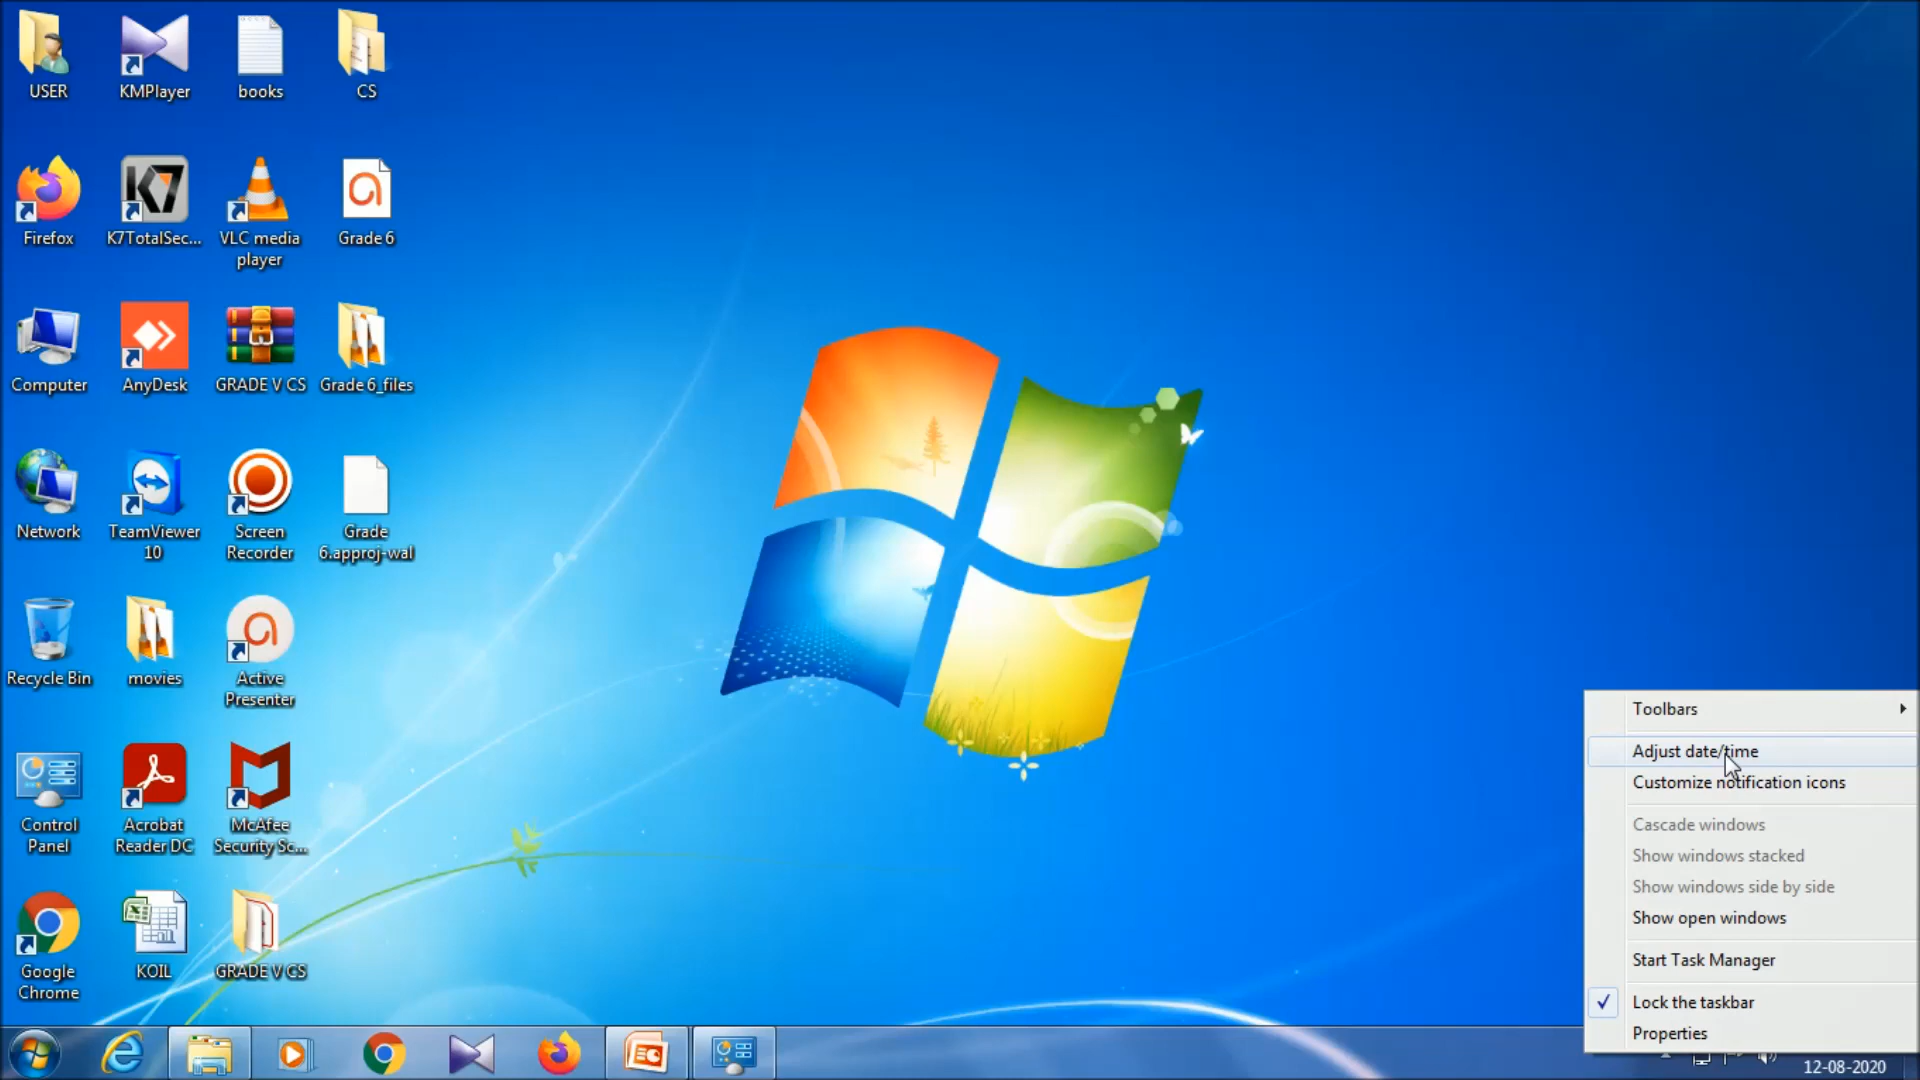 USER
KMPlayer
books
CS
Firefox
K7TotalSec...
VLC media
player
Grade 6
Computer
AnyDesk
GRADE V CS
Grade 6_files
Network
TeamViewer
10
Screen
Recorder
Grade
6.approj-wal
Recycle Bin
movies
Active
Presenter
Control
Panel
Acrobat
Reader DC
McAfee
Security Sc...
Google
Chrome
KOIL
GRADE V CS
K7
Toolbars
Adjust date/time
Customize notification icons
Cascade windows
Show windows stacked
Show windows side by side
Show open windows
Start Task Manager
Lock the taskbar
Properties
12-08-2020